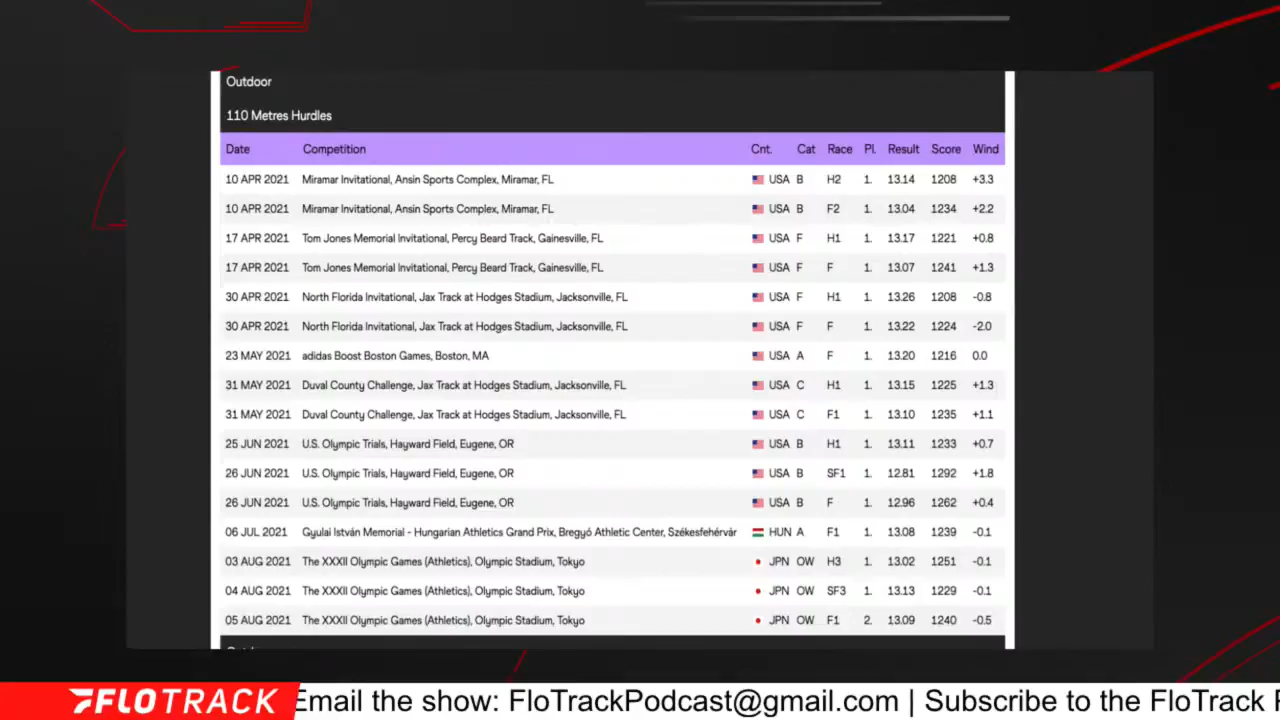 Outdoor
110 Metres Hurdles
Date Competition Cnt. Cat Race Pl. Result Score Wind
10 APR 2021 Miramar Invitational, Ansin Sports Complex, Miramar, FL USA B H2 1. 13.14 1208 +3.3
10 APR 2021 Miramar Invitational, Ansin Sports Complex, Miramar, FL USA B F2 1. 13.04 1234 +2.2
17 APR 2021 Tom Jones Memorial Invitational, Percy Beard Track, Gainesville, FL USA F H1 1. 13.17 1221 +0.8
17 APR 2021 Tom Jones Memorial Invitational, Percy Beard Track, Gainesville, FL USA F F 1. 13.07 1241 +1.3
30 APR 2021 North Florida Invitational, Jax Track at Hodges Stadium, Jacksonville, FL USA F H1 1. 13.26 1208 -0.8
30 APR 2021 North Florida Invitational, Jax Track at Hodges Stadium, Jacksonville, FL USA F F 1. 13.22 1224 -2.0
23 MAY 2021 adidas Boost Boston Games, Boston, MA USA A F 1. 13.20 1216 0.0
31 MAY 2021 Duval County Challenge, Jax Track at Hodges Stadium, Jacksonville, FL USA C H1 1. 13.15 1225 +1.3
31 MAY 2021 Duval County Challenge, Jax Track at Hodges Stadium, Jacksonville, FL USA C F1 1. 13.10 1235 +1.1
25 JUN 2021 U.S. Olympic Trials, Hayward Field, Eugene, OR USA B H1 1. 13.11 1233 +0.7
26 JUN 2021 U.S. Olympic Trials, Hayward Field, Eugene, OR USA B SF1 1. 12.81 1292 +1.8
26 JUN 2021 U.S. Olympic Trials, Hayward Field, Eugene, OR USA B F 1. 12.96 1262 +0.4
06 JUL 2021 Gyulai István Memorial - Hungarian Athletics Grand Prix, Bregyó Athletic Center, Székesfehérvár HUN A F1 1. 13.08 1239 -0.1
03 AUG 2021 The XXXII Olympic Games (Athletics), Olympic Stadium, Tokyo JPN OW H3 1. 13.02 1251 -0.1
04 AUG 2021 The XXXII Olympic Games (Athletics), Olympic Stadium, Tokyo JPN OW SF3 1. 13.13 1229 -0.1
05 AUG 2021 The XXXII Olympic Games (Athletics), Olympic Stadium, Tokyo JPN OW F1 2. 13.09 1240 -0.5
FLOTRACK Email the show: FloTrackPodcast@gmail.com | Subscribe to the FloTrack